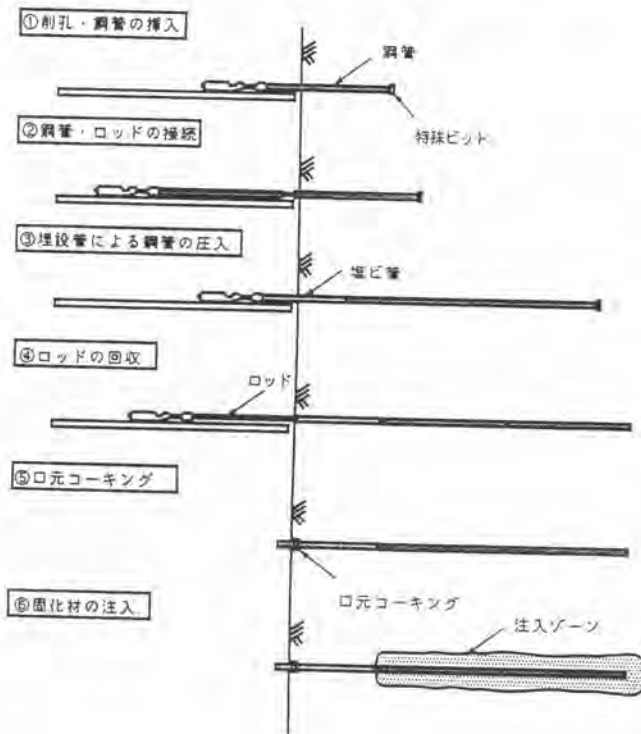 ①削孔・鋼管の挿入
鋼管
特殊ビット
②鋼管・ロッドの接続
③埋設管による鋼管の圧入
塩ビ管
④ロッドの回収
ロッド
⑤口元コーキング
口元コーキング
⑥固化材の注入
注入ゾーン